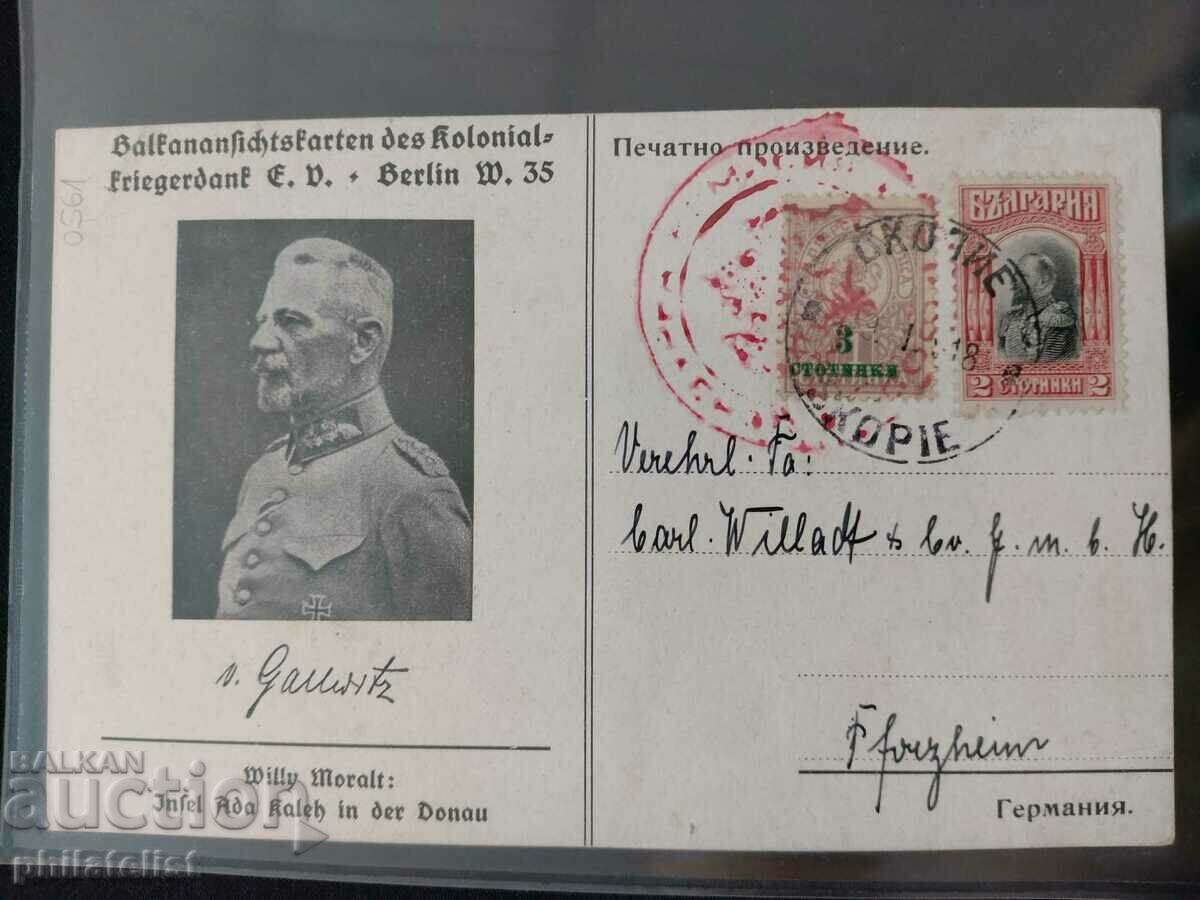 Balkanansichtskarten des Kolonial-
kriegerdank E. V. • Berlin W. 35
0561
v. Gallwitz
Willy Moralt:
Insel Ada Kaleh in der Donau
Печатно произведение.
БЪЛГАРИЯ
2 СТОТИНКИ 2
3
СТОТИНКИ
СКОПИЕ
18
SKOPIE
Verehrl. Fa:
Carl Willadt & Co. G. m. b. H.
Pforzheim
Германия.
BALKAN
auction
philatelist